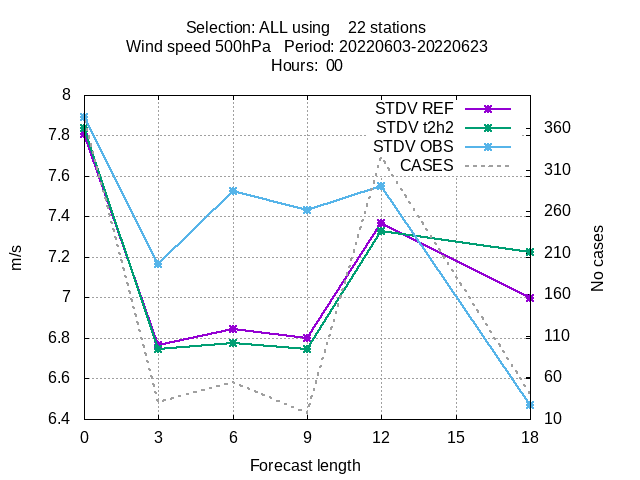 Selection: ALL using    22 stations
Wind speed 500hPa   Period: 20220603-20220623
Hours:  00
8
7.8
7.6
7.4
7.2
7
6.8
6.6
6.4
m/s
STDV REF
STDV t2h2
STDV OBS
CASES
360
310
260
210
160
110
60
10
No cases
0 3 6 9 12 15 18
Forecast length